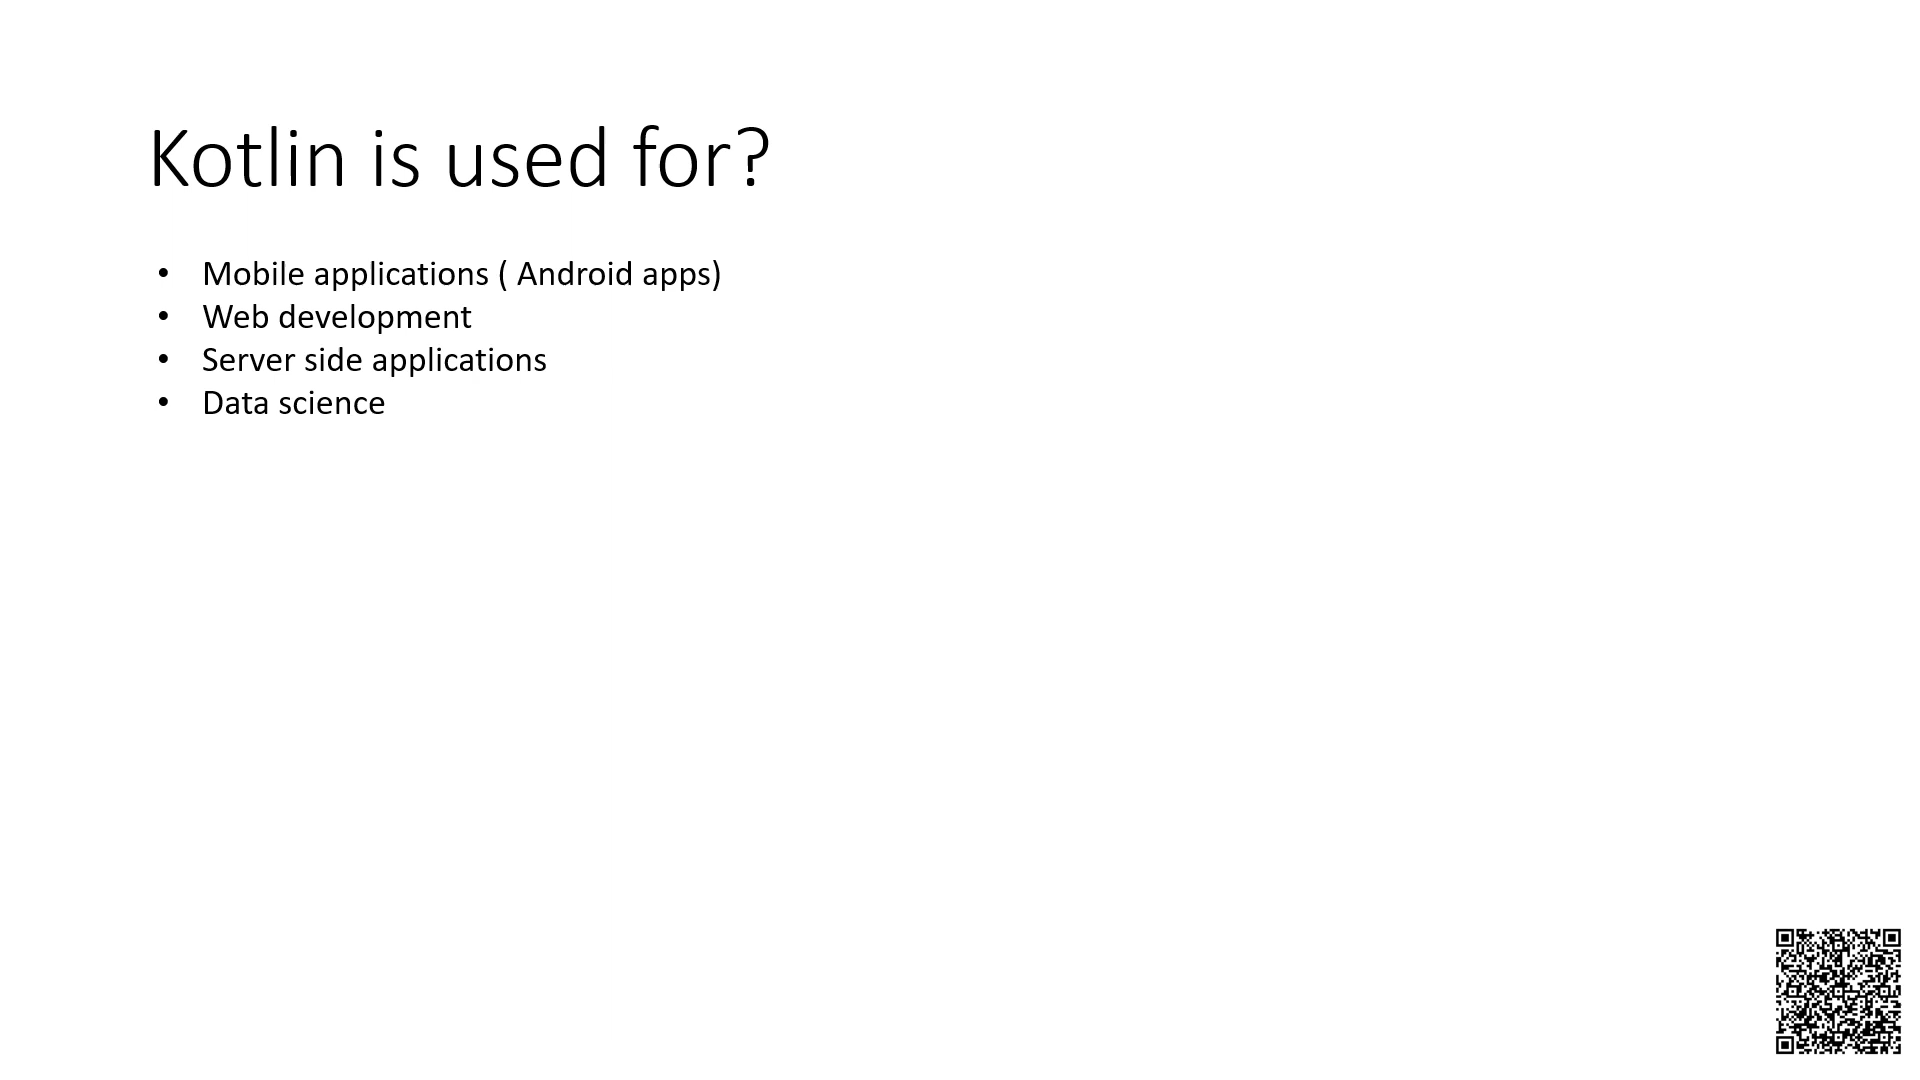 Kotlin is used for?
• Mobile applications ( Android apps)
• Web development
• Server side applications
• Data science